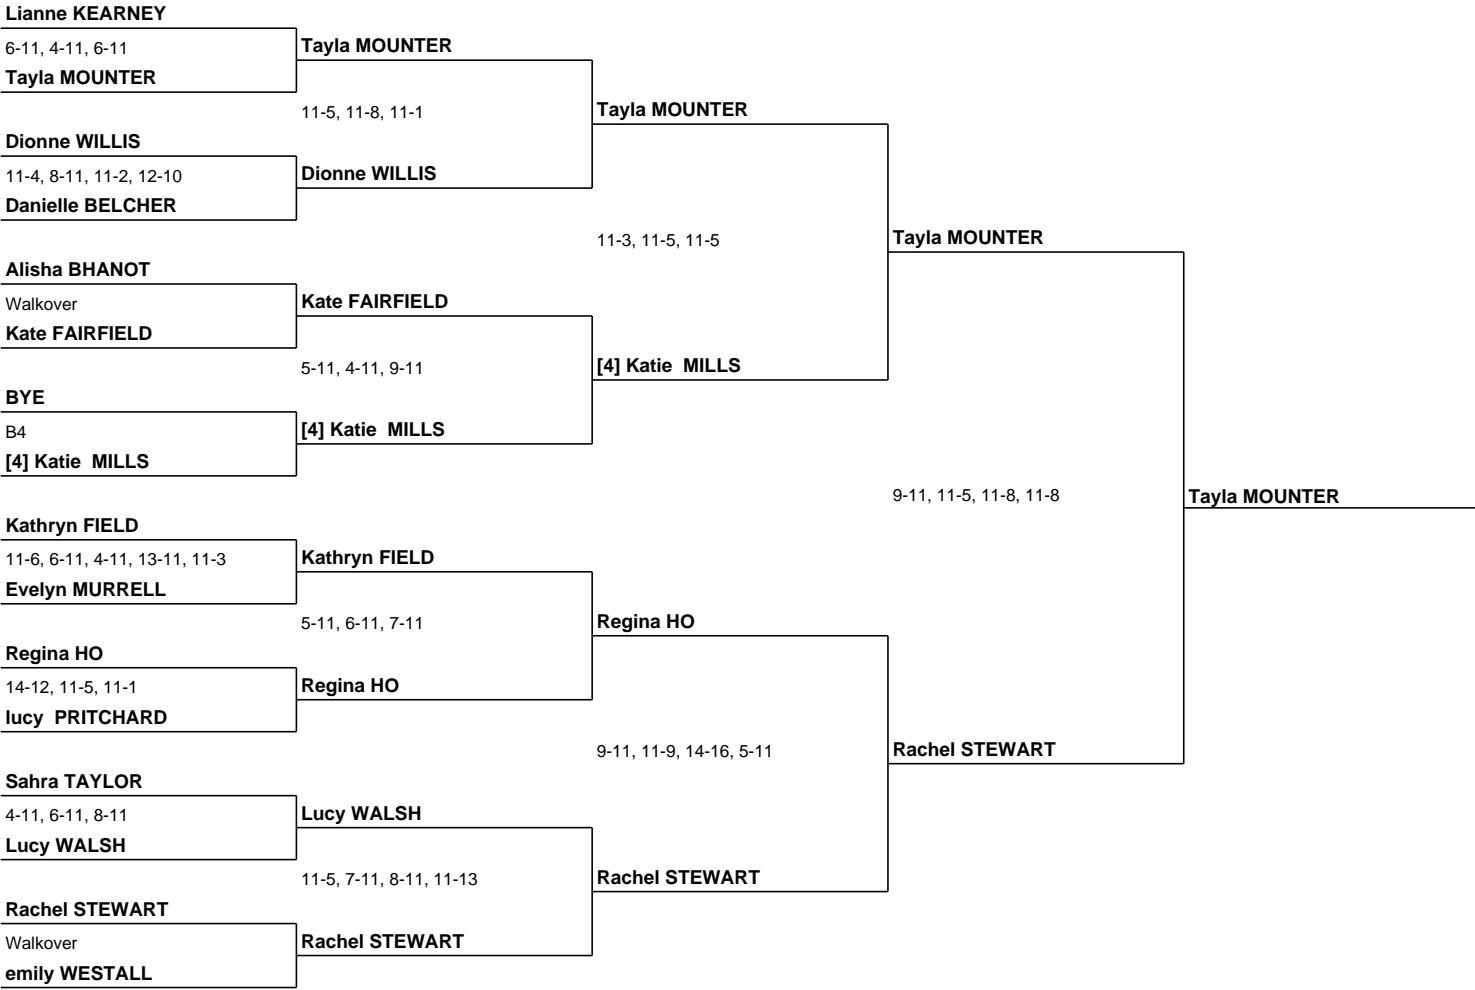 Lianne KEARNEY
6-11, 4-11, 6-11
Tayla MOUNTER
Dionne WILLIS
11-4, 8-11, 11-2, 12-10
Danielle BELCHER
Alisha BHANOT
Walkover
Kate FAIRFIELD
BYE
B4
[4] Katie  MILLS
Kathryn FIELD
11-6, 6-11, 4-11, 13-11, 11-3
Evelyn MURRELL
Regina HO
14-12, 11-5, 11-1
lucy  PRITCHARD
Sahra TAYLOR
4-11, 6-11, 8-11
Lucy WALSH
Rachel STEWART
Walkover
emily WESTALL
Tayla MOUNTER
11-5, 11-8, 11-1
Dionne WILLIS
Kate FAIRFIELD
5-11, 4-11, 9-11
[4] Katie  MILLS
Kathryn FIELD
5-11, 6-11, 7-11
Regina HO
Lucy WALSH
11-5, 7-11, 8-11, 11-13
Rachel STEWART
Tayla MOUNTER
11-3, 11-5, 11-5
[4] Katie  MILLS
Regina HO
9-11, 11-9, 14-16, 5-11
Rachel STEWART
Tayla MOUNTER
9-11, 11-5, 11-8, 11-8
Rachel STEWART
Tayla MOUNTER